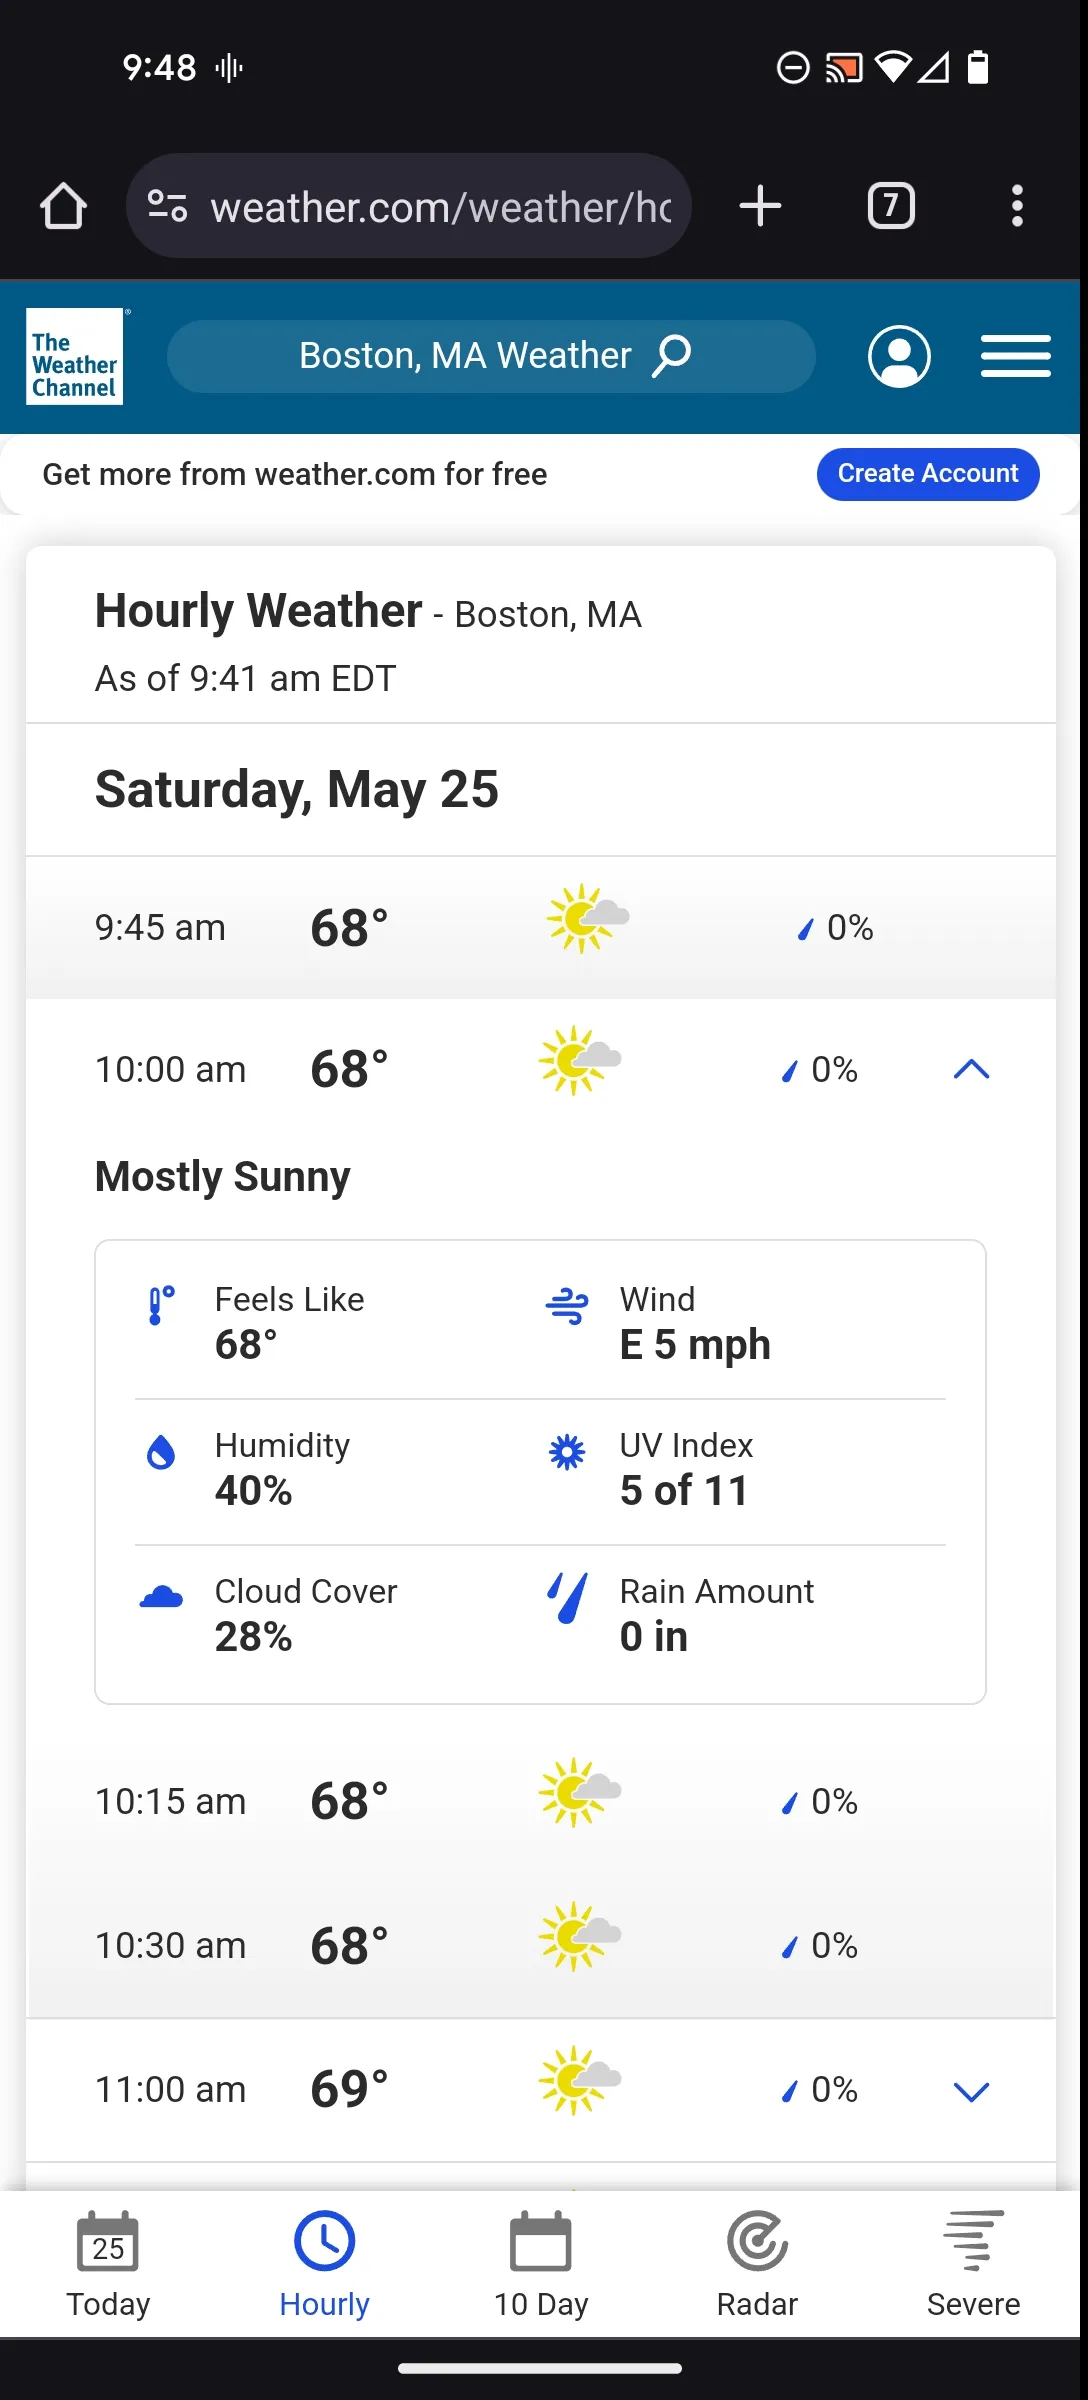 9:48
weather.com/weather/ho
7
The
Weather
Channel
®
Boston, MA Weather
Get more from weather.com for free
Create Account
Hourly Weather - Boston, MA
As of 9:41 am EDT
Saturday, May 25
9:45 am 68° 0%
10:00 am 68° 0%
Mostly Sunny
Feels Like Wind
68° E 5 mph
Humidity UV Index
40% 5 of 11
Cloud Cover Rain Amount
28% 0 in
10:15 am 68° 0%
10:30 am 68° 0%
11:00 am 69° 0%
25
Today Hourly 10 Day Radar Severe